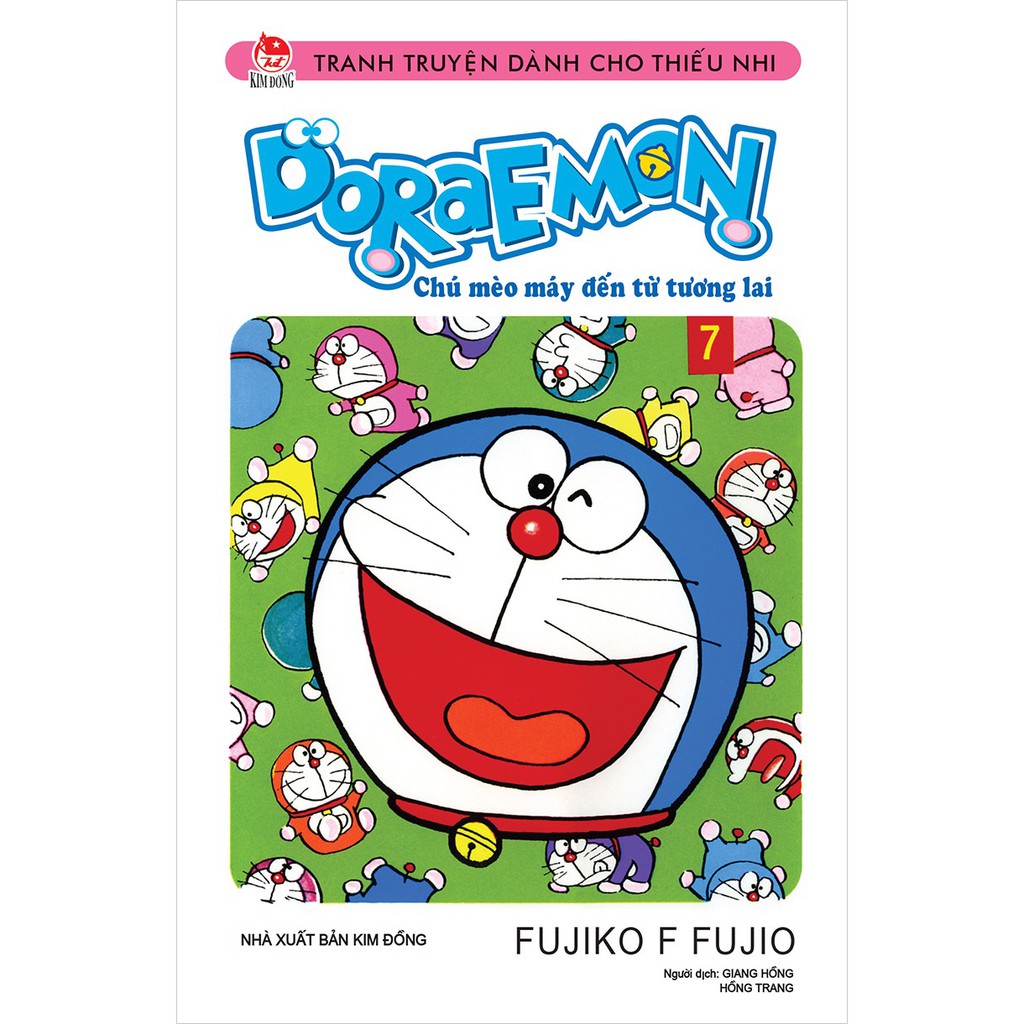 KIM ĐỒNG
TRANH TRUYỆN DÀNH CHO THIẾU NHI
DORAEMON
Chú mèo máy đến từ tương lai
7
NHÀ XUẤT BẢN KIM ĐỒNG
FUJIKO F FUJIO
Người dịch: GIANG HỒNG
HỒNG TRANG